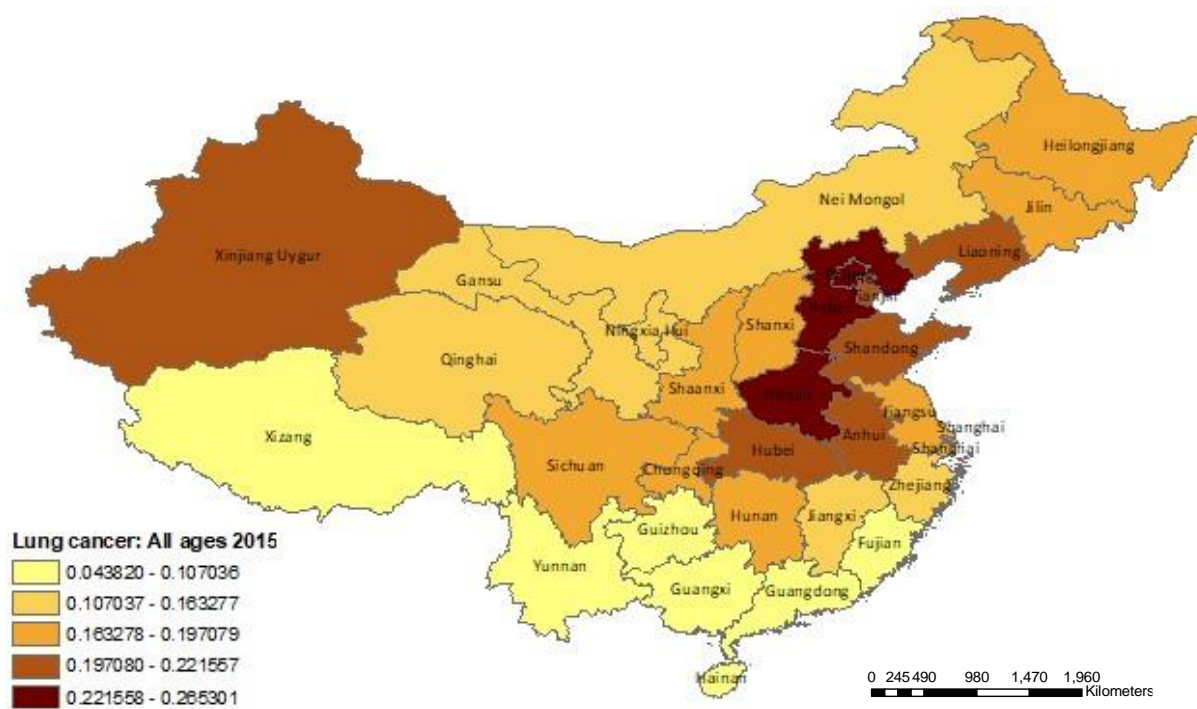 Heilongjiang
Jilin
Nei Mongol
Liaoning
Xinjiang Uygur
Gansu
Tianjin
Ningxia Hui
Shanxi
Qinghai
Shandong
Shaanxi
Jiangsu
Shanghai
Xizang
Anhui
Hubei
Shanghai
Sichuan
Chongqing
Zhejiang
Hunan
Jiangxi
Guizhou
Fujian
Yunnan
Guangxi
Guangdong
Hainan
Lung cancer: All ages 2015
0.043820 - 0.107036
0.107037 - 0.163277
0.163278 - 0.197079
0.197080 - 0.221557
0.221558 - 0.265301
0 245 490 980 1,470 1,960
Kilometers